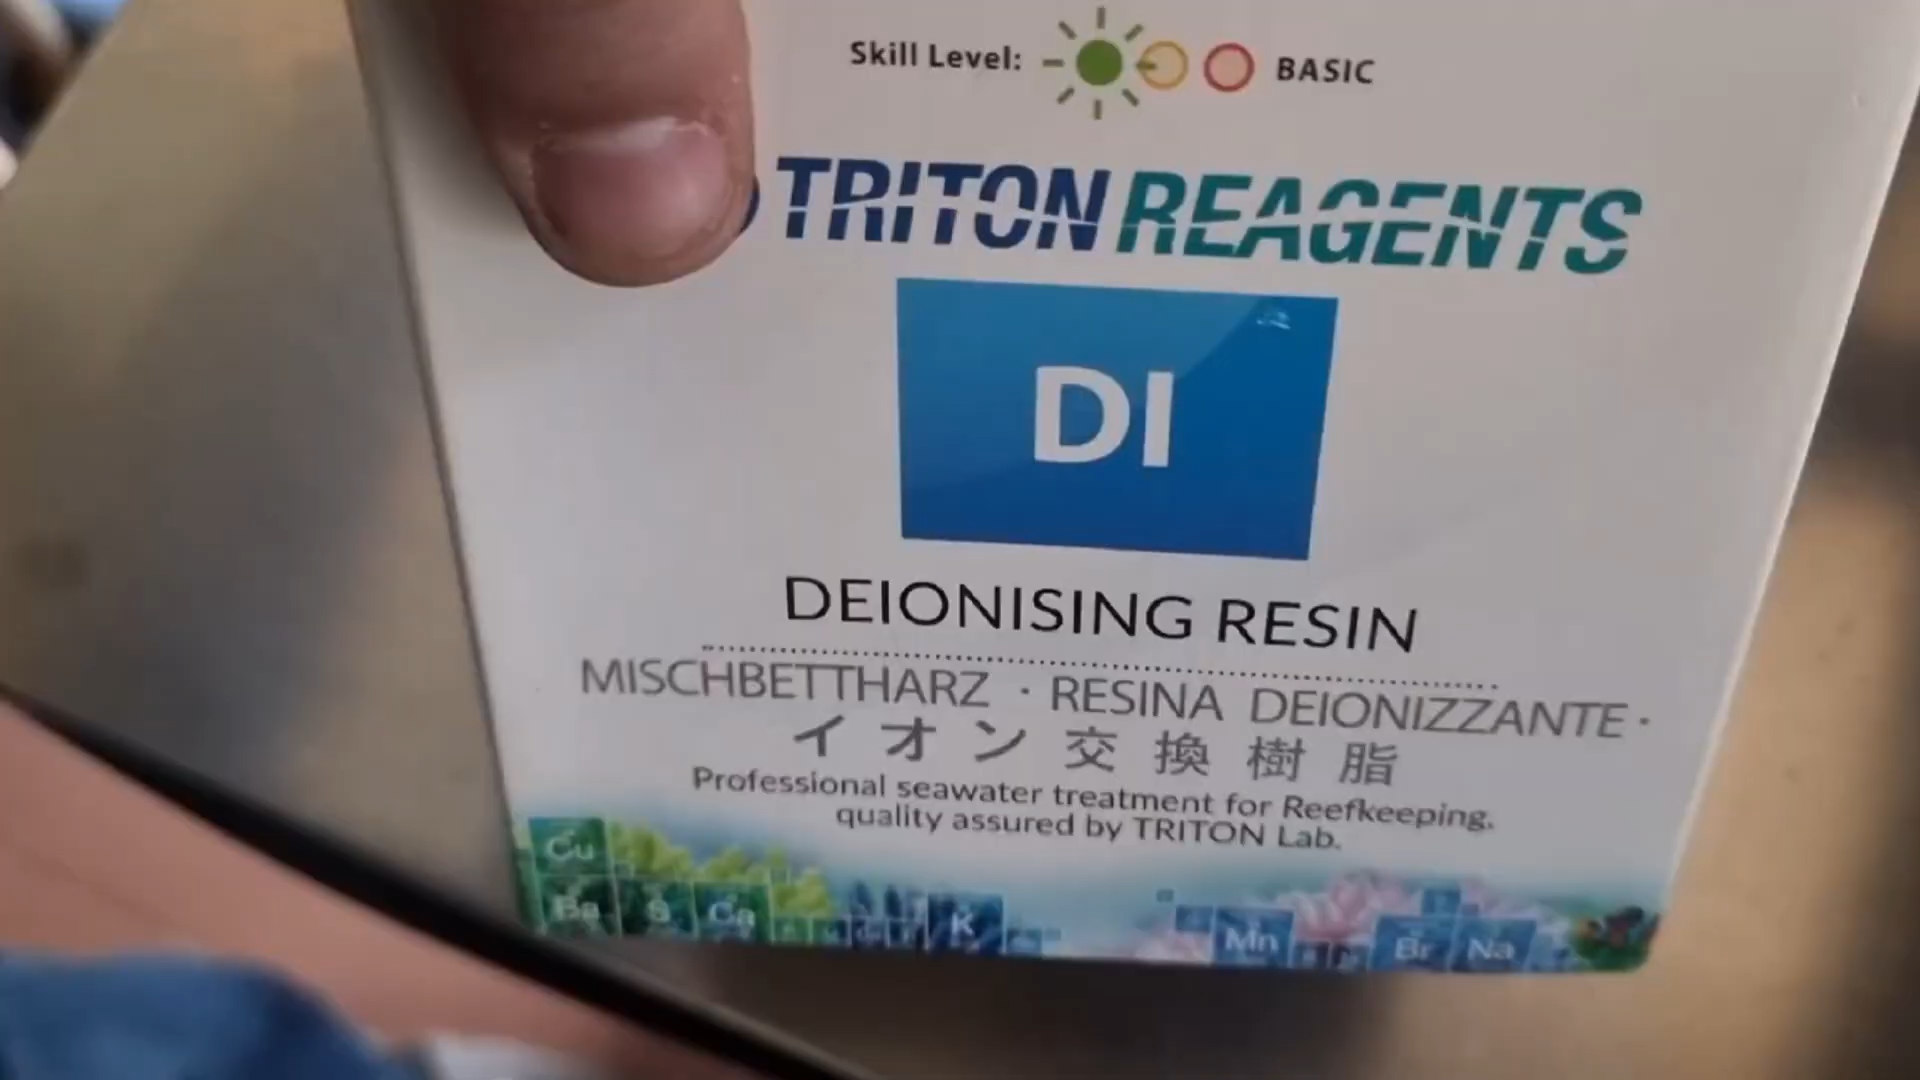 Skill Level: BASIC
TRITON REAGENTS
DI
DEIONISING RESIN
MISCHBETTHARZ · RESINA DEIONIZZANTE ·
イオン交換樹脂
Professional seawater treatment for Reefkeeping.
quality assured by TRITON Lab.
Cu
Ba S Ca K Mn Br Na